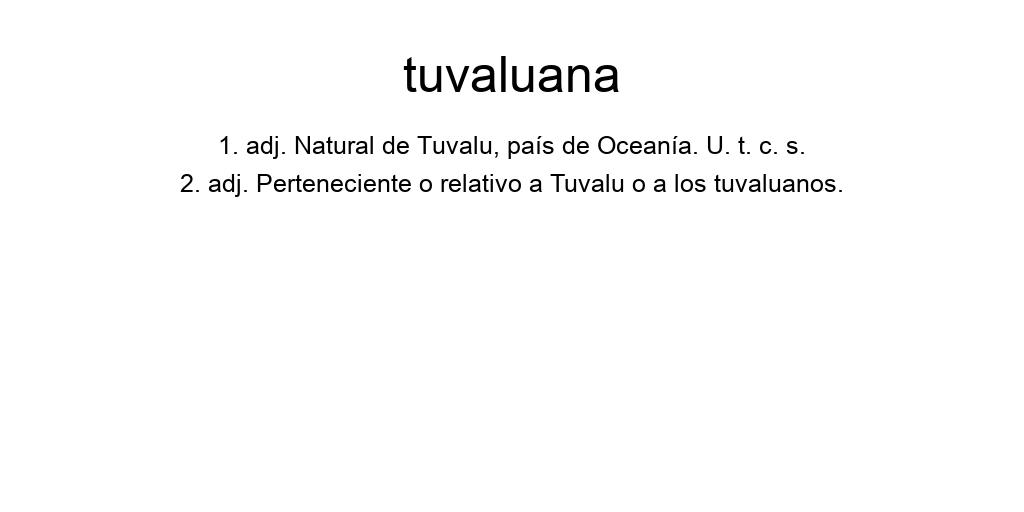 tuvaluana
1. adj. Natural de Tuvalu, país de Oceanía. U. t. c. s.
2. adj. Perteneciente o relativo a Tuvalu o a los tuvaluanos.